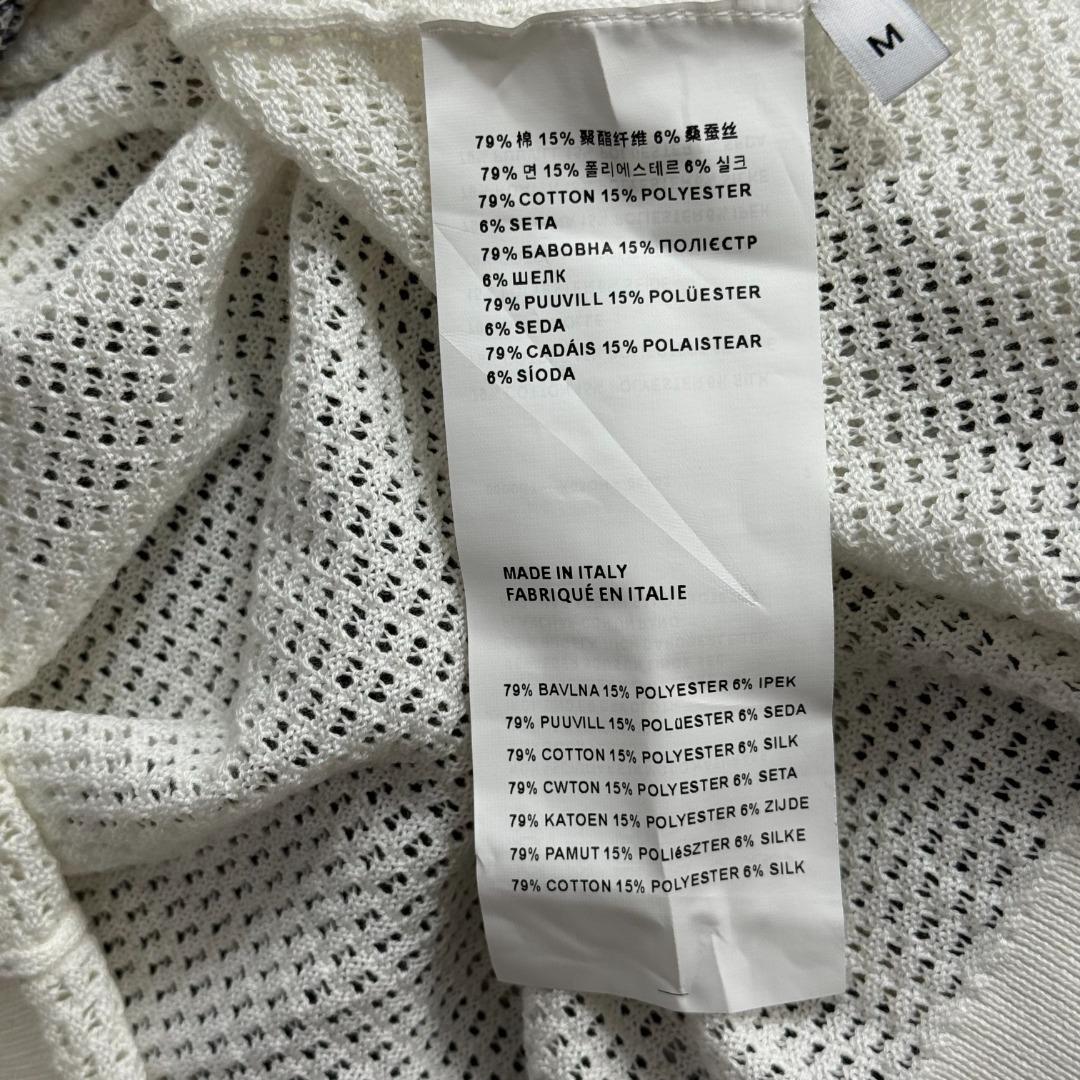 M
79% 棉 15% 聚酯纤维 6% 桑蚕丝
79% 면 15% 폴리에스테르 6% 실크
79% COTTON 15% POLYESTER
6% SETA
79% БАВОВНА 15% ПОЛІЄСТР
6% ШЕЛК
79% PUUVILL 15% POLÜESTER
6% SEDA
79% CADÁIS 15% POLAISTEAR
6% SÍODA
MADE IN ITALY
FABRIQUÉ EN ITALIE
79% BAVLNA 15% POLYESTER 6% IPEK
79% PUUVILL 15% POLüESTER 6% SEDA
79% COTTON 15% POLYESTER 6% SILK
79% CWTON 15% POLYESTER 6% SETA
79% KATOEN 15% POLYESTER 6% ZIJDE
79% PAMUT 15% POLIéSZTER 6% SILKE
79% COTTON 15% POLYESTER 6% SILK